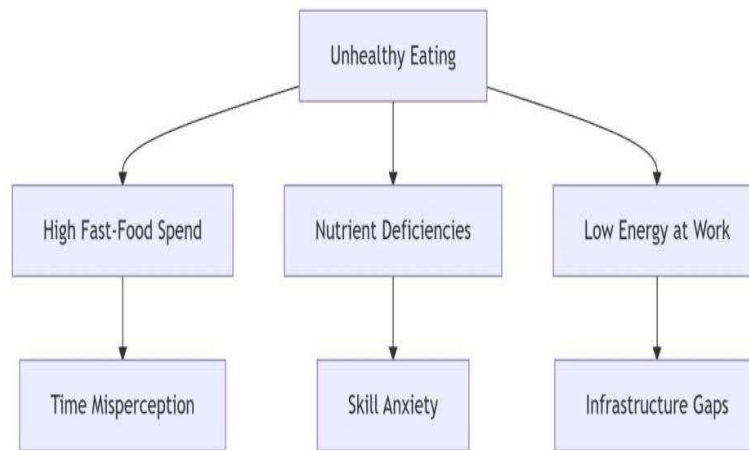 Unhealthy Eating
High Fast-Food Spend
Nutrient Deficiencies
Low Energy at Work
Time Misperception
Skill Anxiety
Infrastructure Gaps